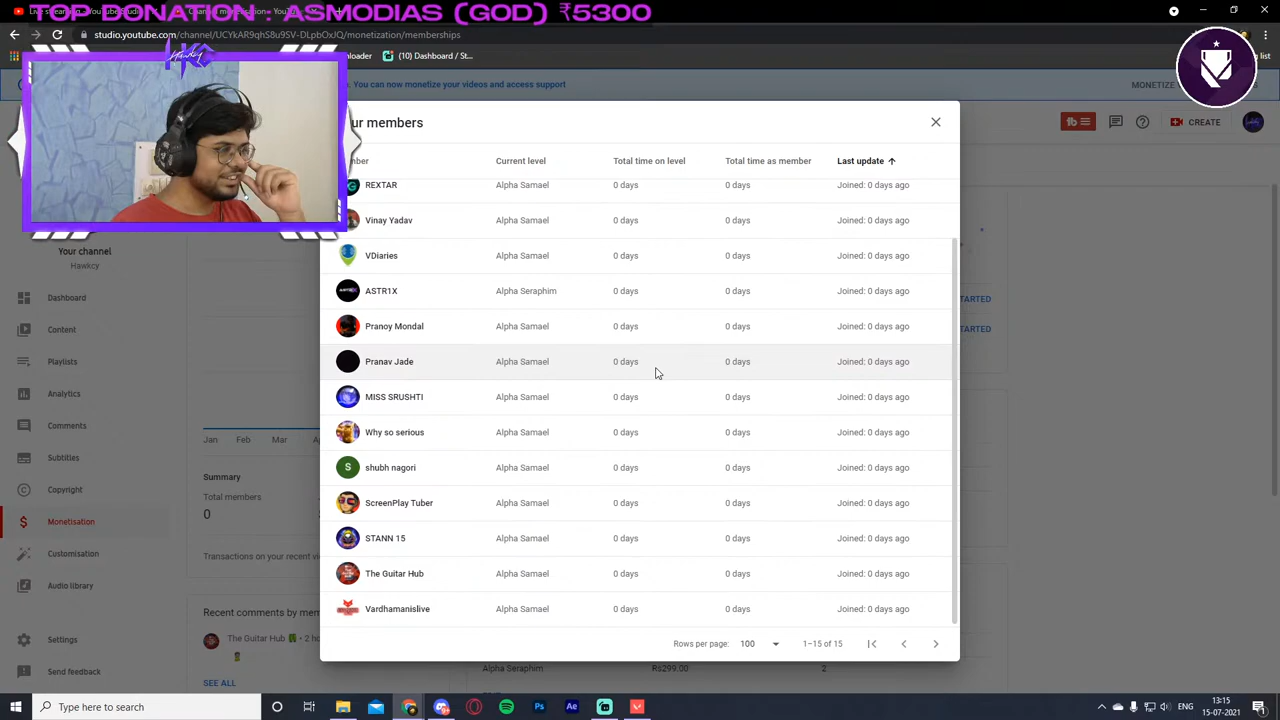 TOP DONATION : ASMODIAS (GOD) ₹5300
studio.youtube.com/channel/UCYkAR9qhS8u9SV-DLpbOxJQ/monetization/memberships
(10) Dashboard / St...
list
You can now monetize your videos and access support
MONETIZE
Hawkcy
CREATE
Your channel
Hawkcy
Dashboard
Content
Playlists
Analytics
Comments
Subtitles
Copyright
Monetisation
Customisation
Audio library
Settings
Send feedback
Jan Feb Mar
Summary
Total members
0
Transactions on your recent
Recent comments by
The Guitar Hub • 2
SEE ALL
members
Current level Total time on level Total time as member Last update
REXTAR Alpha Samael 0 days 0 days Joined: 0 days ago
Vinay Yadav Alpha Samael 0 days 0 days Joined: 0 days ago
VDiaries Alpha Samael 0 days 0 days Joined: 0 days ago
ASTR1X Alpha Seraphim 0 days 0 days Joined: 0 days ago
Pranoy Mondal Alpha Samael 0 days 0 days Joined: 0 days ago
Pranav Jade Alpha Samael 0 days 0 days Joined: 0 days ago
MISS SRUSHTI Alpha Samael 0 days 0 days Joined: 0 days ago
Why so serious Alpha Samael 0 days 0 days Joined: 0 days ago
S shubh nagori Alpha Samael 0 days 0 days Joined: 0 days ago
ScreenPlay Tuber Alpha Samael 0 days 0 days Joined: 0 days ago
STANN 15 Alpha Samael 0 days 0 days Joined: 0 days ago
The Guitar Hub Alpha Samael 0 days 0 days Joined: 0 days ago
Vardhamanislive Alpha Samael 0 days 0 days Joined: 0 days ago
Rows per page: 100 1–15 of 15
Alpha Seraphim Rs299.00 2
Type here to search
ENG
13:15
15-07-2021